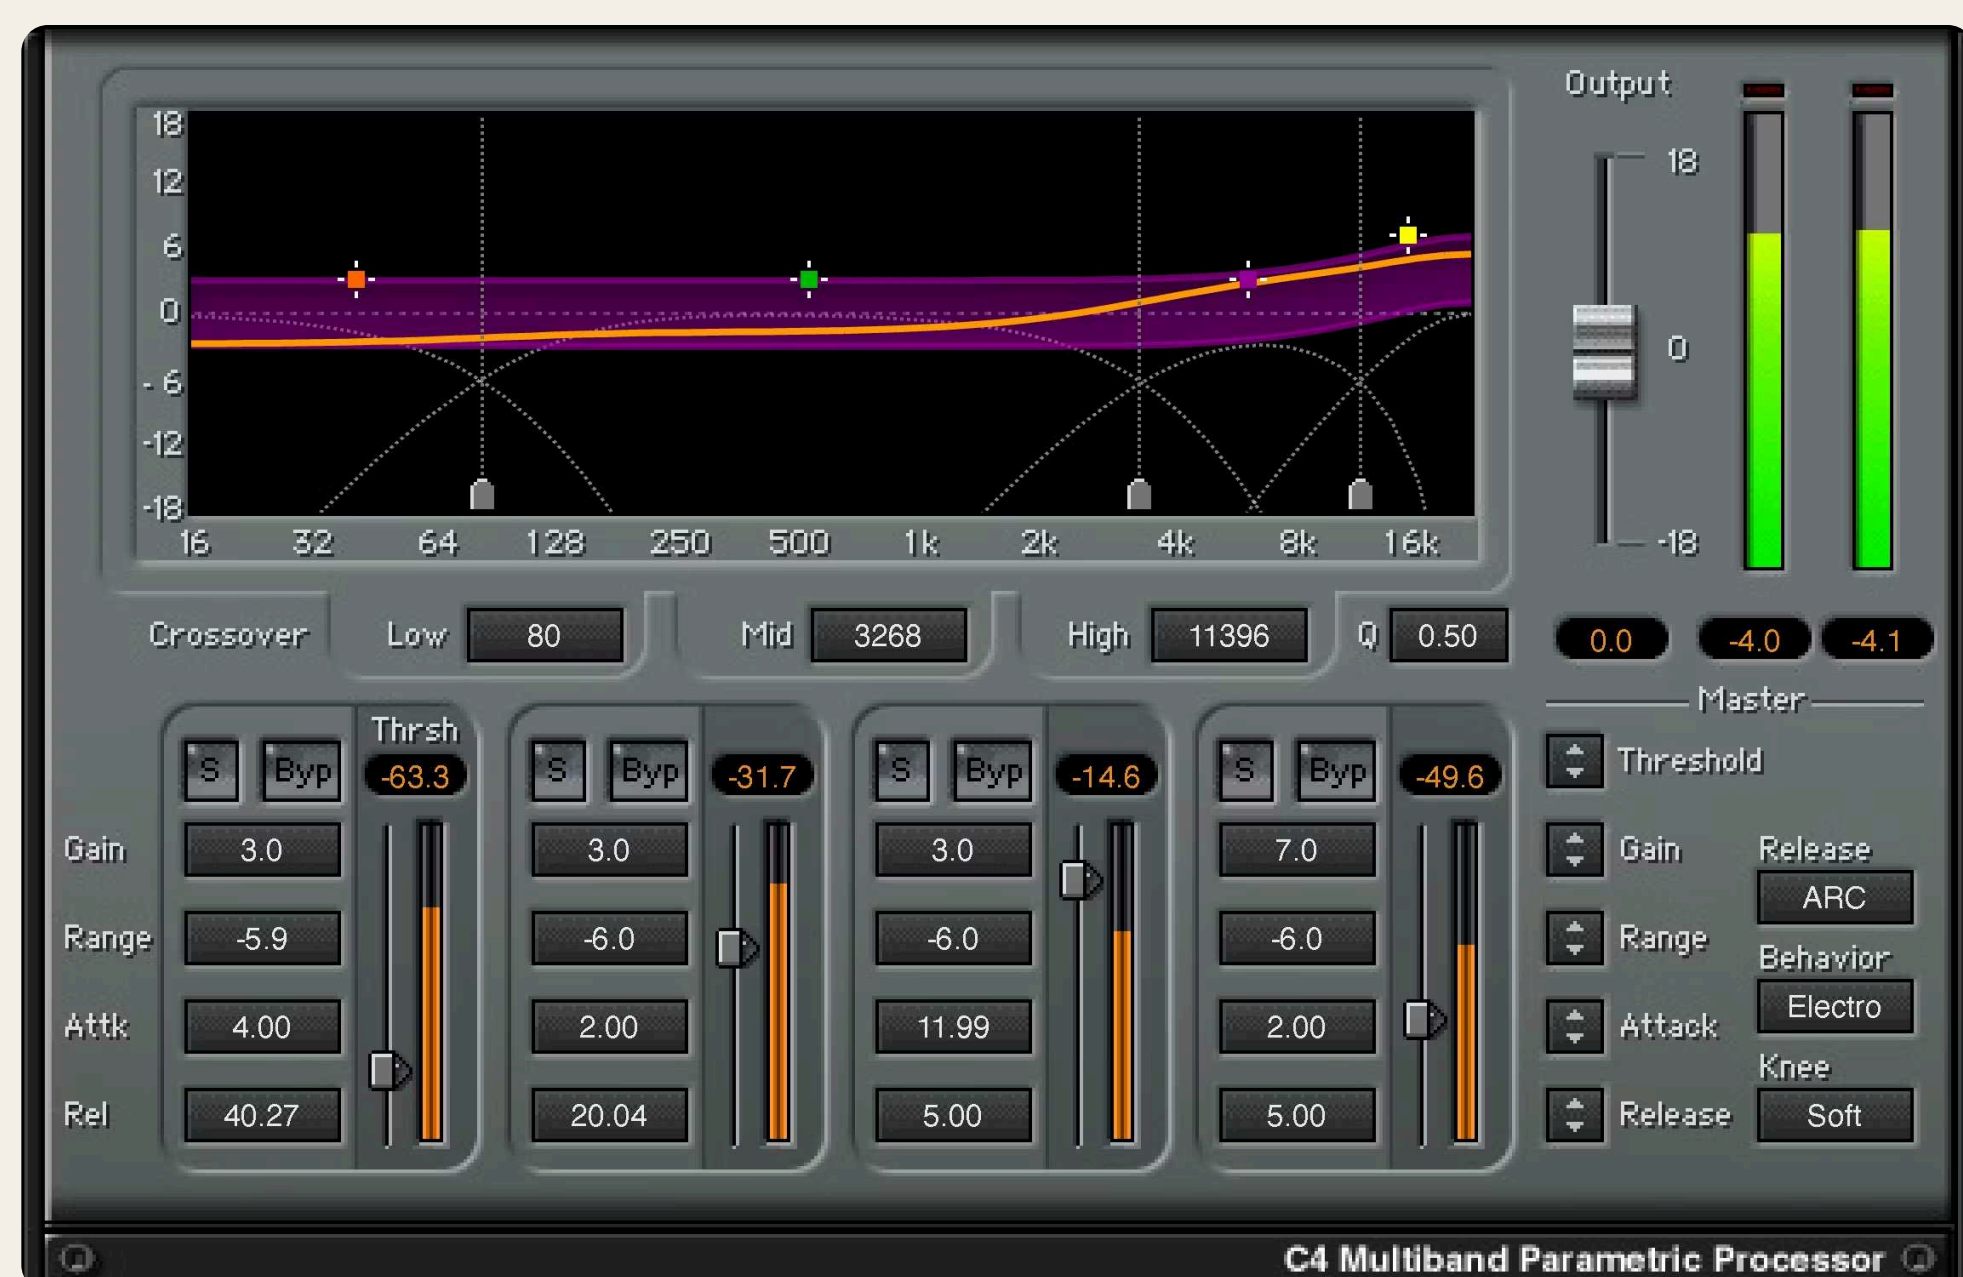 Output
18
12
6
0
- 6
-12
-18
16 32 64 128 250 500 1k 2k 4k 8k 16k
18
0
-18
Crossover Low 80 Mid 3268 High 11396 Q 0.50
0.0 -4.0 -4.1
Master
Thrsh
S Byp -63.3 S Byp -31.7 S Byp -14.6 S Byp -49.6
Threshold
Gain 3.0 3.0 3.0 7.0 Gain
Range -5.9 -6.0 -6.0 -6.0 Range
Attk 4.00 2.00 11.99 2.00 Attack
Rel 40.27 20.04 5.00 5.00 Release
Release
ARC
Behavior
Electro
Knee
Soft
C4 Multiband Parametric Processor